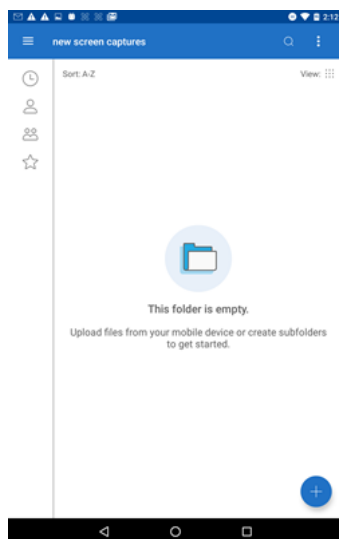 2:12
new screen captures
Sort: A-Z
View:
This folder is empty.
Upload files from your mobile device or create subfolders
to get started.